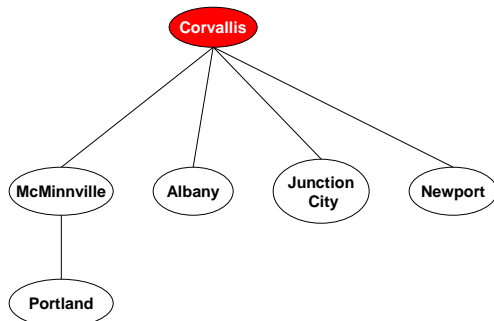 Corvallis
McMinnville
Albany
Junction
City
Newport
Portland